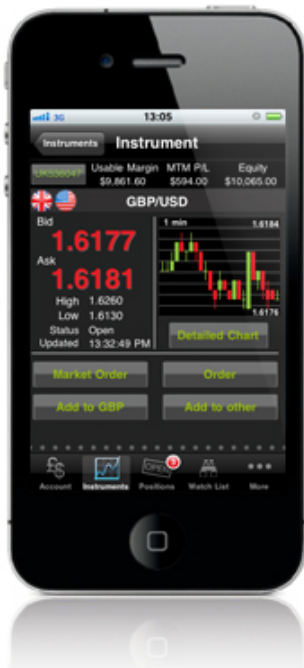 3G 13:05
Instruments Instrument
Usable Margin MTM P/L Equity
$9,861.60 $594.00 $10,065.00
GBP/USD
Bid
1.6177
Ask
1.6181
High 1.6260
Low 1.6130
Status Open
Updated 13:32:49 PM
1 min 1.6184
1.6176
Detailed Chart
Market Order Order
Add to GBP Add to other
£$ OPEN
Account Instruments Positions Watch List More